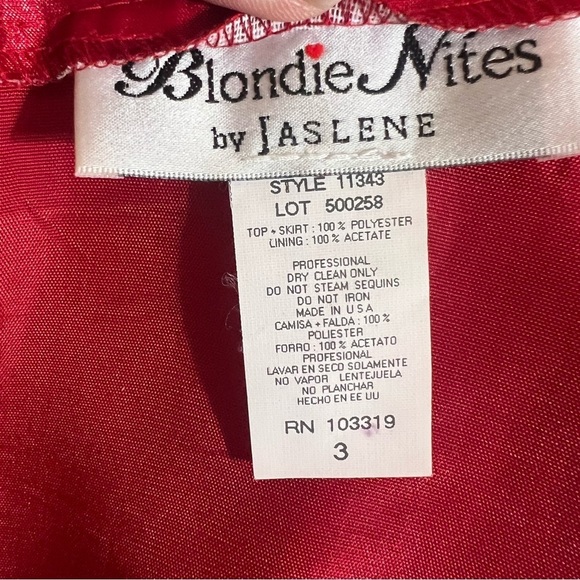 Blondie Nites
by JASLENE
STYLE 11343
LOT 500258
TOP + SKIRT : 100% POLYESTER
LINING : 100% ACETATE
PROFESSIONAL
DRY CLEAN ONLY
DO NOT STEAM SEQUINS
DO NOT IRON
MADE IN U S A
CAMISA + FALDA : 100%
POLIESTER
FORRO : 100% ACETATO
PROFESIONAL
LAVAR EN SECO SOLAMENTE
NO VAPOR LENTEJUELA
NO PLANCHAR
HECHO EN EE UU
RN 103319
3